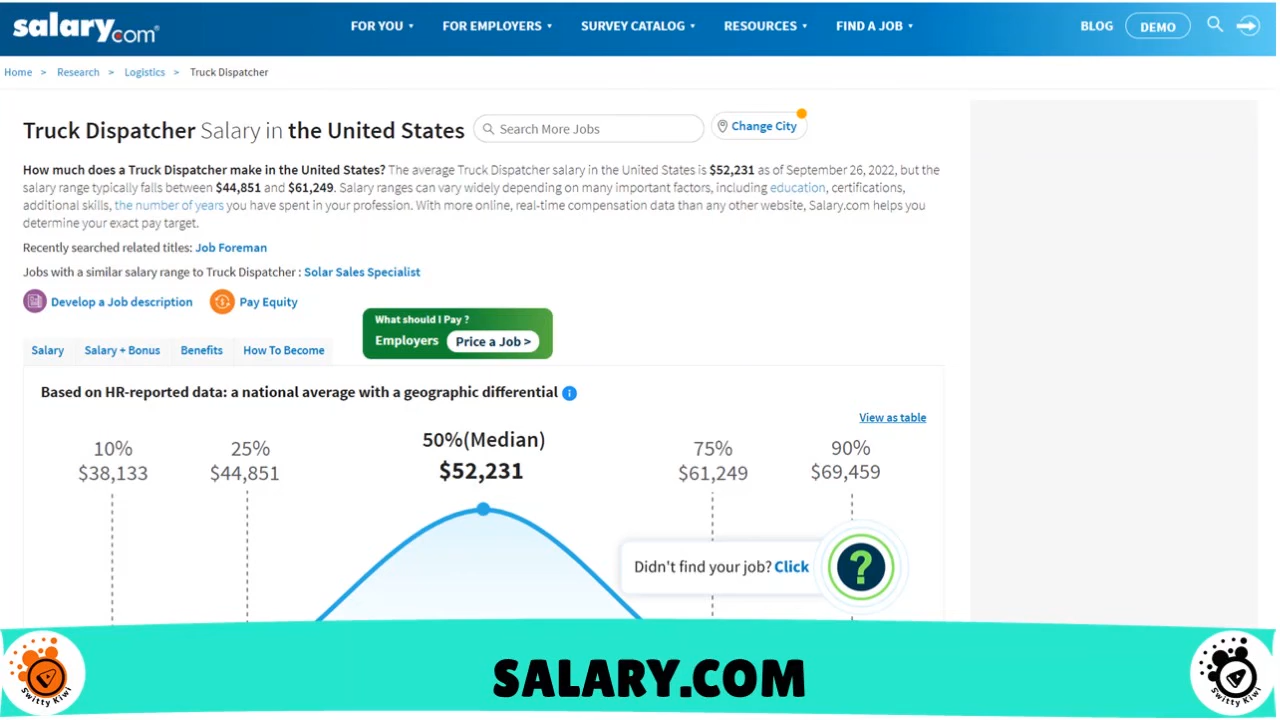 salary.com®
FOR YOU
FOR EMPLOYERS
SURVEY CATALOG
RESOURCES
FIND A JOB
BLOG
DEMO
Home > Research > Logistics > Truck Dispatcher
Truck Dispatcher Salary in the United States
Search More Jobs
Change City
How much does a Truck Dispatcher make in the United States? The average Truck Dispatcher salary in the United States is $52,231 as of September 26, 2022, but the
salary range typically falls between $44,851 and $61,249. Salary ranges can vary widely depending on many important factors, including education, certifications,
additional skills, the number of years you have spent in your profession. With more online, real-time compensation data than any other website, Salary.com helps you
determine your exact pay target.
Recently searched related titles: Job Foreman
Jobs with a similar salary range to Truck Dispatcher : Solar Sales Specialist
Develop a Job description
Pay Equity
What should I Pay ?
Employers
Price a Job >
Salary
Salary + Bonus
Benefits
How To Become
Based on HR-reported data: a national average with a geographic differential
View as table
10%
$38,133
25%
$44,851
50%(Median)
$52,231
75%
$61,249
90%
$69,459
Didn't find your job? Click
?
Switty Kiwi
SALARY.COM
Switty Kiwi